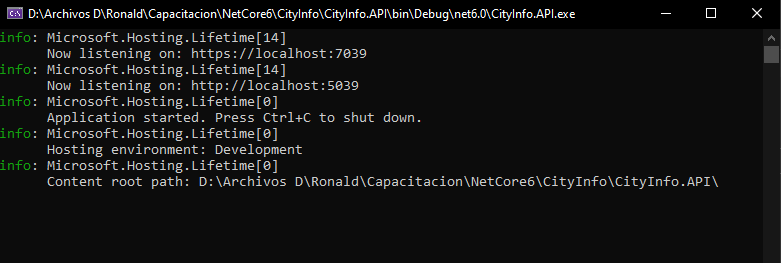 D:\Archivos D\Ronald\Capacitacion\NetCore6\CityInfo\CityInfo.API\bin\Debug\net6.0\CityInfo.API.exe
info: Microsoft.Hosting.Lifetime[14]
Now listening on: https://localhost:7039
info: Microsoft.Hosting.Lifetime[14]
Now listening on: http://localhost:5039
info: Microsoft.Hosting.Lifetime[0]
Application started. Press Ctrl+C to shut down.
info: Microsoft.Hosting.Lifetime[0]
Hosting environment: Development
info: Microsoft.Hosting.Lifetime[0]
Content root path: D:\Archivos D\Ronald\Capacitacion\NetCore6\CityInfo\CityInfo.API\